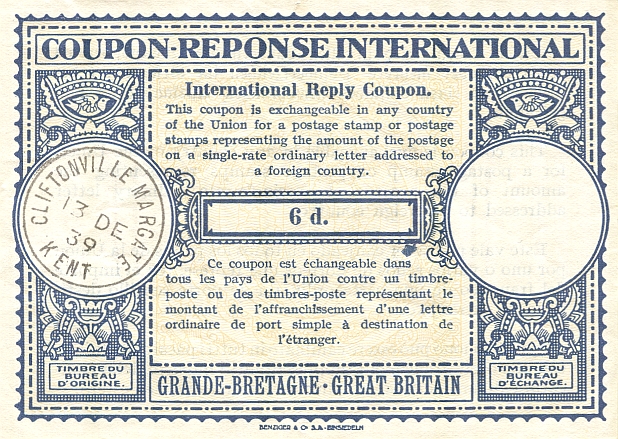 COUPON-REPONSE INTERNATIONAL
International Reply Coupon.
This coupon is exchangeable in any country
of the Union for a postage stamp or postage
stamps representing the amount of the postage
on a single-rate ordinary letter addressed to
a foreign country.
CLIFTONVILLE MARGATE
13 DE
39
KENT
6 d.
Ce coupon est échangeable dans
tous les pays de l'Union contre un timbre-
poste ou des timbres-poste représentant le
montant de l'affranchissement d'une lettre
ordinaire de port simple à destination de
l'étranger.
TIMBRE DU
BUREAU
D'ORIGINE.
TIMBRE DU
BUREAU
D'ÉCHANGE.
GRANDE-BRETAGNE · GREAT BRITAIN
BENZIGER & Co S.A. EINSIEDELN